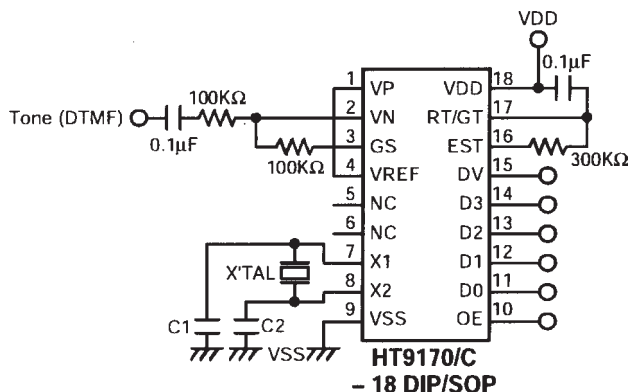 VDD
0.1µF
Tone (DTMF)
0.1µF
100KΩ
100KΩ
1 VP VDD 18
2 VN RT/GT 17
3 GS EST 16
300KΩ
4 VREF DV 15
5 NC D3 14
6 NC D2 13
7 X1 D1 12
X'TAL
8 X2 D0 11
9 VSS OE 10
C1 C2 VSS
HT9170/C
– 18 DIP/SOP